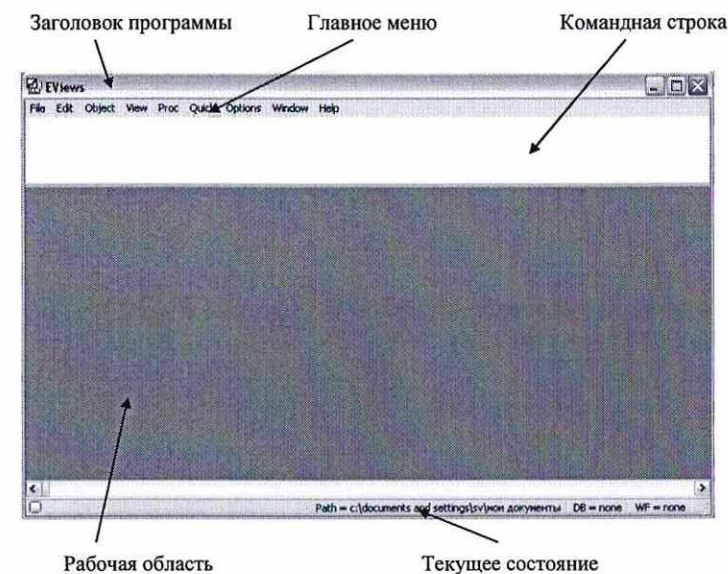 Заголовок программы Главное меню Командная строка
EViews
File Edit Object View Proc Quick Options Window Help
Path = c:\documents and settings\sv\мои документы DB = none WF = none
Рабочая область Текущее состояние